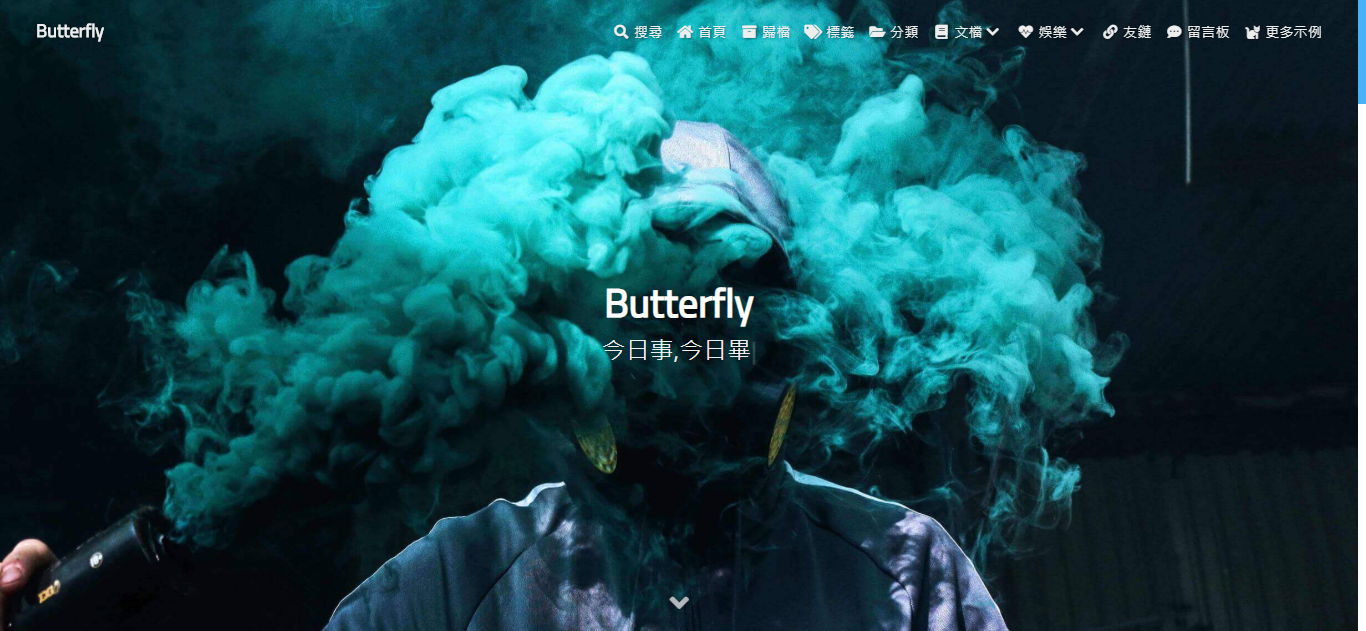 Butterfly
搜尋 首頁 歸檔 標籤 分類 文檔 娛樂 友鏈 留言板 更多示例
Butterfly
今日事,今日畢